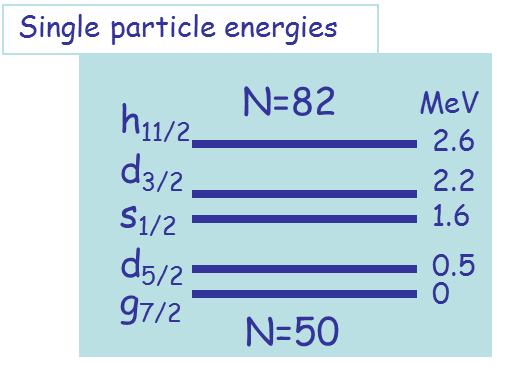 Single particle energies
N=82
MeV
h11/2
2.6
d3/2
2.2
s1/2
1.6
d5/2
0.5
g7/2
0
N=50